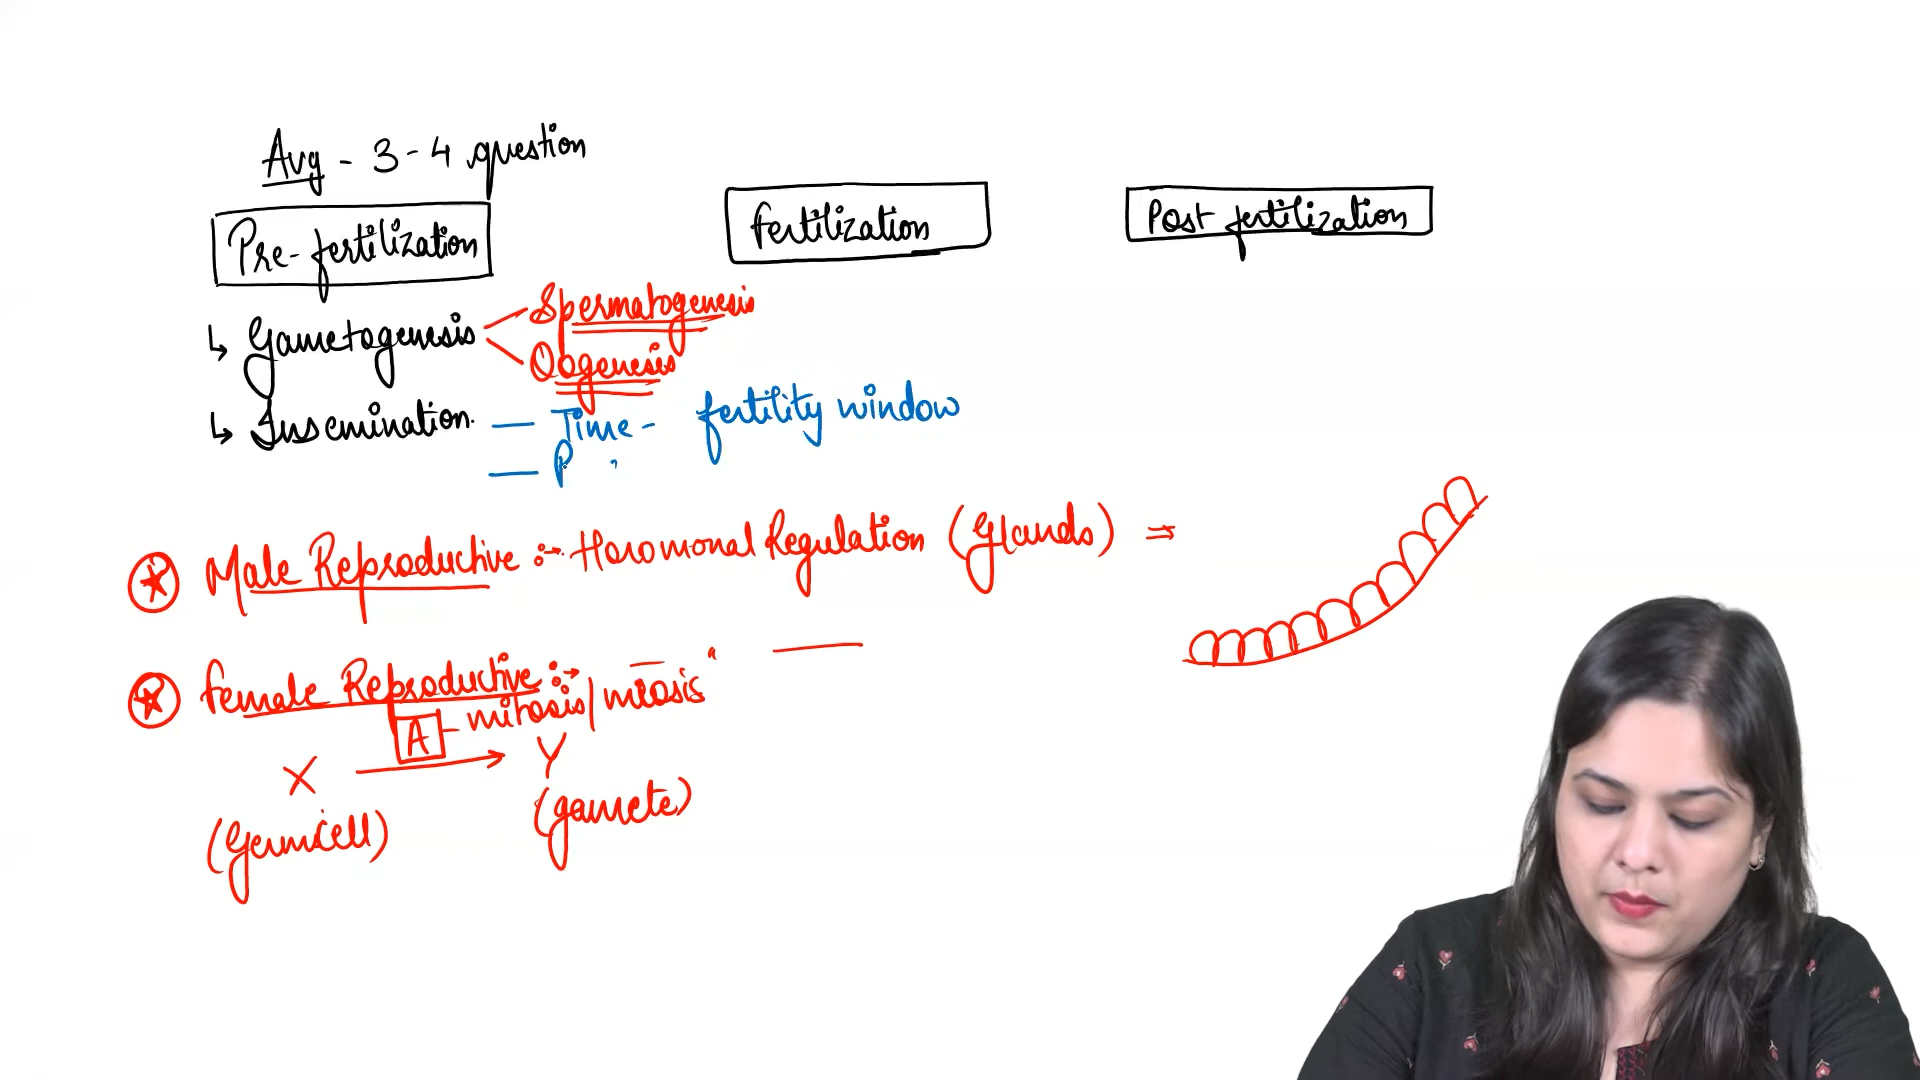 Avg - 3-4 question
Pre-fertilization
Fertilization
Post fertilization
↳ Gametogenesis
Spermatogenesis
Oogenesis
↳ Insemination.
— Time - fertility window
— P
Male Reproductive :→ Horomonal Regulation (Glands) ⇒
Female Reproductive :→ — " —
A - mitosis/meiosis
X → Y
(Germcell) (gamete)